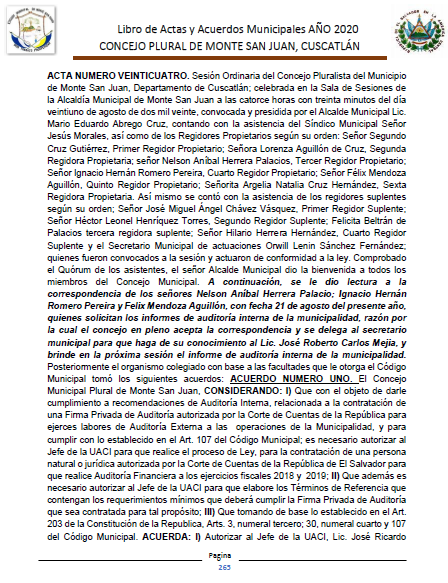 Libro de Actas y Acuerdos Municipales AÑO 2020
CONCEJO PLURAL DE MONTE SAN JUAN, CUSCATLÁN
ACTA NUMERO VEINTICUATRO. Sesión Ordinaria del Concejo Pluralista del Municipio
de Monte San Juan, Departamento de Cuscatlán; celebrada en la Sala de Sesiones de
la Alcaldía Municipal de Monte San Juan a las catorce horas con treinta minutos del día
veintiuno de agosto de dos mil veinte, convocada y presidida por el Alcalde Municipal Lic.
Mario Eduardo Abrego Cruz, contando con la asistencia del Síndico Municipal Señor
Jesús Morales, así como de los Regidores Propietarios según su orden: Señor Segundo
Cruz Gutiérrez, Primer Regidor Propietario; Señora Lorenza Aguillón de Cruz, Segunda
Regidora Propietaria; señor Nelson Aníbal Herrera Palacios, Tercer Regidor Propietario;
Señor Ignacio Hernán Romero Pereira, Cuarto Regidor Propietario; Señor Félix Mendoza
Aguillón, Quinto Regidor Propietario; Señorita Argelia Natalia Cruz Hernández, Sexta
Regidora Propietaria. Así mismo se contó con la asistencia de los regidores suplentes
según su orden; Señor José Miguel Ángel Chávez Vásquez, Primer Regidor Suplente;
Señor Héctor Leonel Henríquez Torres, Segundo Regidor Suplente; Felicita Beltrán de
Palacios tercera regidora suplente; Señor Hilario Herrera Hernández, Cuarto Regidor
Suplente y el Secretario Municipal de actuaciones Orwill Lenin Sánchez Fernández;
quienes fueron convocados a la sesión y actuaron de conformidad a la ley. Comprobado
el Quórum de los asistentes, el señor Alcalde Municipal dio la bienvenida a todos los
miembros del Concejo Municipal. A continuación, se le dio lectura a la
correspondencia de los señores Nelson Aníbal Herrera Palacio; Ignacio Hernán
Romero Pereira y Felix Mendoza Aguillón, con fecha 21 de agosto del presente año,
quienes solicitan los informes de auditoría interna de la municipalidad, razón por
la cual el concejo en pleno acepta la correspondencia y se delega al secretario
municipal para que haga de su conocimiento al Lic. José Roberto Carlos Mejía, y
brinde en la próxima sesión el informe de auditoría interna de la municipalidad.
Posteriormente el organismo colegiado con base a las facultades que le otorga el Código
Municipal tomó los siguientes acuerdos: ACUERDO NUMERO UNO. El Concejo
Municipal Plural de Monte San Juan, CONSIDERANDO: I) Que con el objeto de darle
cumplimiento a recomendaciones de Auditoría Interna, relacionada a la contratación de
una Firma Privada de Auditoría autorizada por la Corte de Cuentas de la República para
ejerces labores de Auditoría Externa a las operaciones de la Municipalidad, y para
cumplir con lo establecido en el Art. 107 del Código Municipal; es necesario autorizar al
Jefe de la UACI para que realice el proceso de Ley, para la contratación de una persona
natural o jurídica autorizada por la Corte de Cuentas de la República de El Salvador para
que realice Auditoría Financiera a los ejercicios fiscales 2018 y 2019; II) Que además es
necesario autorizar al Jefe de la UACI para que elabore los Términos de Referencia que
contengan los requerimientos mínimos que deberá cumplir la Firma Privada de Auditoría
que sea contratada para tal propósito; III) Que tomando de base lo establecido en el Art.
203 de la Constitución de la Republica, Arts. 3, numeral tercero; 30, numeral cuarto y 107
del Código Municipal. ACUERDA: I) Autorizar al Jefe de la UACI, Lic. José Ricardo
Pagina
265